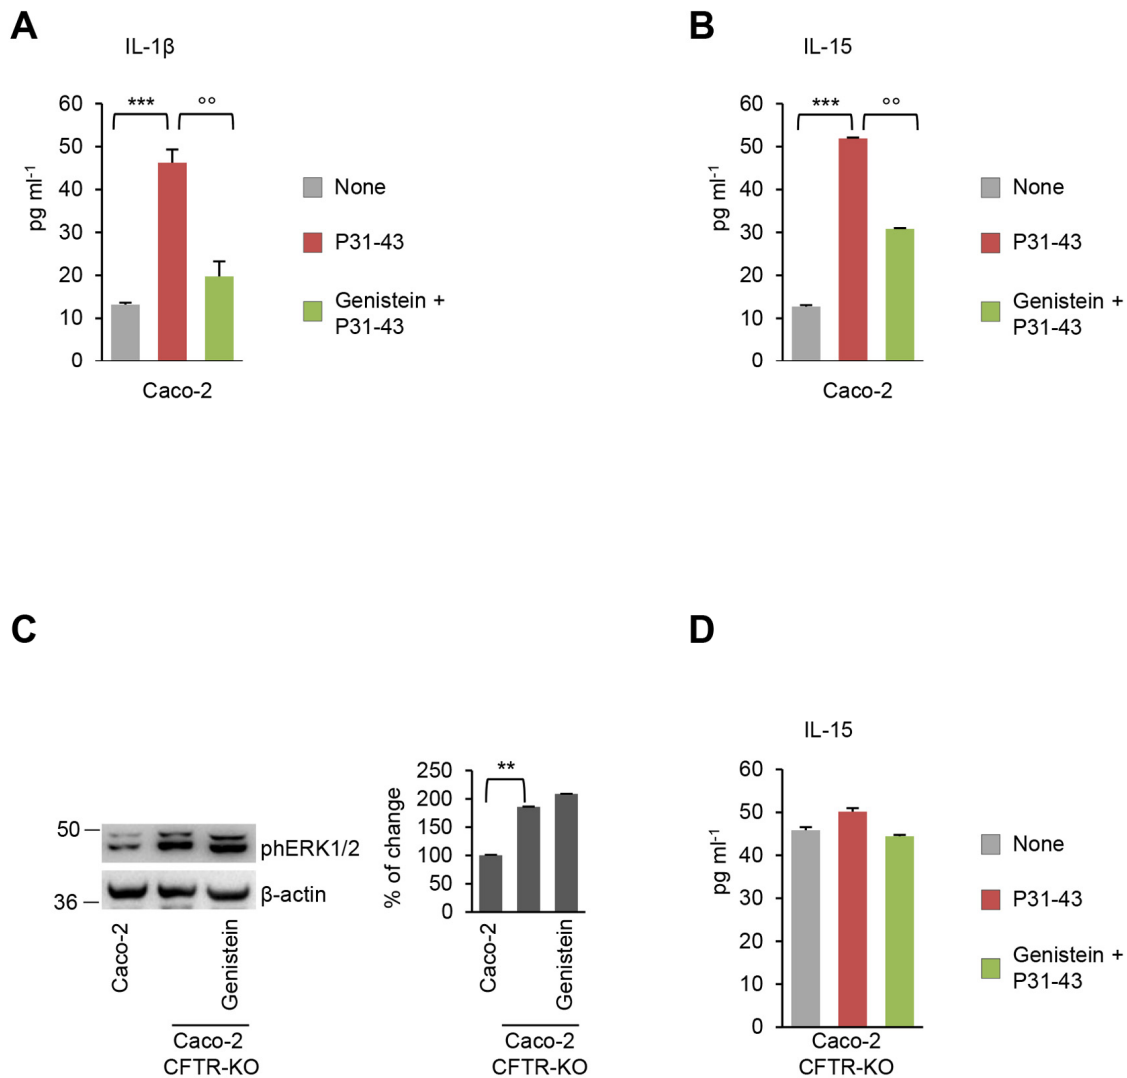 A
IL-1β
60
50
40
30
20
10
0
pg ml-1
***
°°
Caco-2
None
P31-43
Genistein +
P31-43
B
IL-15
60
50
40
30
20
10
0
pg ml-1
***
°°
Caco-2
None
P31-43
Genistein +
P31-43
C
50
36
phERK1/2
β-actin
Caco-2
Genistein
Caco-2
CFTR-KO
% of change
250
200
150
100
50
0
**
Caco-2
Genistein
Caco-2
CFTR-KO
D
IL-15
60
50
40
30
20
10
0
pg ml-1
Caco-2
CFTR-KO
None
P31-43
Genistein +
P31-43